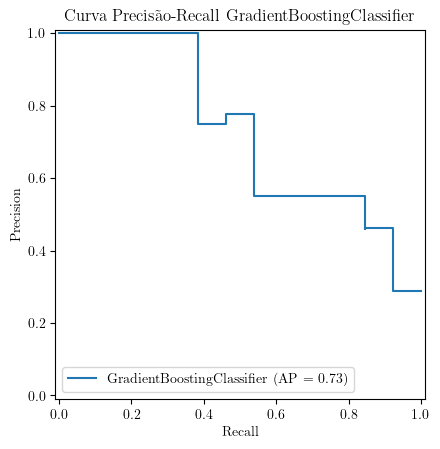 Curva Precisão-Recall GradientBoostingClassifier
1.0
0.8
0.6
0.4
0.2
0.0
Precision
GradientBoostingClassifier (AP = 0.73)
0.0 0.2 0.4 0.6 0.8 1.0
Recall